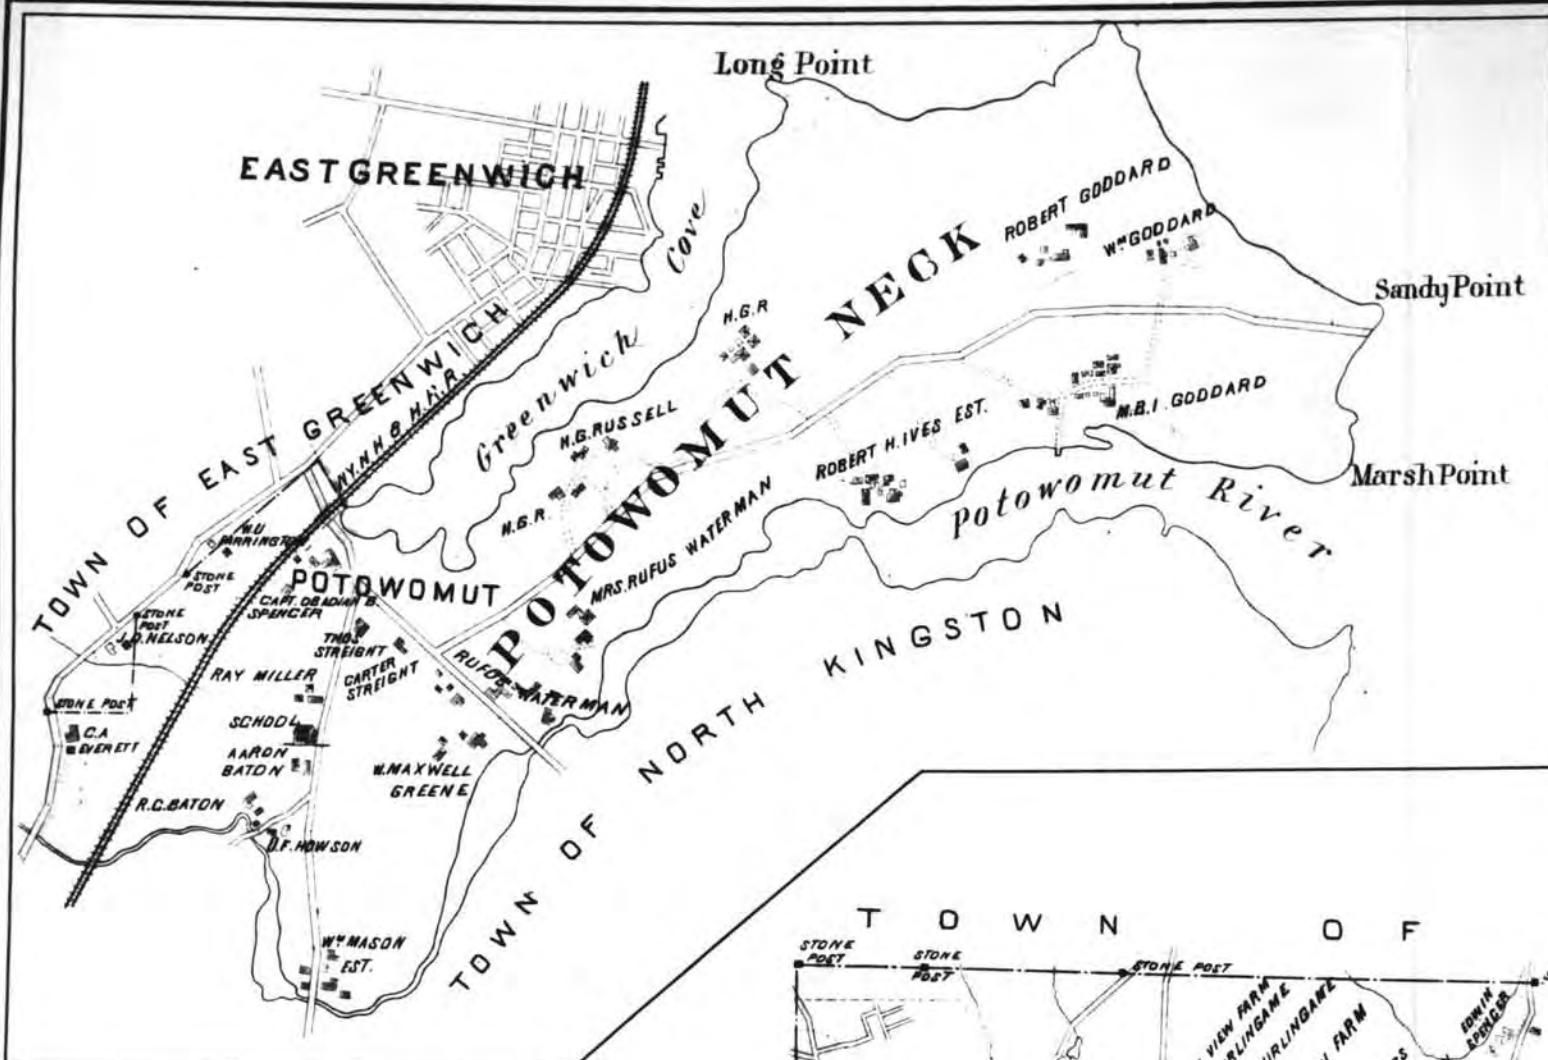 Long Point
EAST GREENWICH
Greenwich Cove
POTOWOMUT NECK
ROBERT GODDARD
Wᴹ GODDARD
Sandy Point
H.G.R
H.G. RUSSELL
H.G.R.
ROBERT H. IVES EST.
M.B.I. GODDARD
Marsh Point
Potowomut River
MRS. RUFUS WATERMAN
TOWN OF EAST GREENWICH
STONE
POST
POTOWOMUT
CAPT. OBADIAH B.
SPENCER
STONE
POST
J.D. NELSON
THOS
STREIGHT
CARTER
STREIGHT
RUFUS WATERMAN
RAY MILLER
STONE POST
C.A
EVERETT
SCHOOL
AARON
BATON
W. MAXWELL
GREENE
R.C. BATON
D.F. HOWSON
Wᴹ MASON
EST.
TOWN OF NORTH KINGSTON
TOWN OF
STONE
POST
STONE
POST
STONE POST
VIEW FARM
URLINGAME
FARM
EDWIN
SPENCER